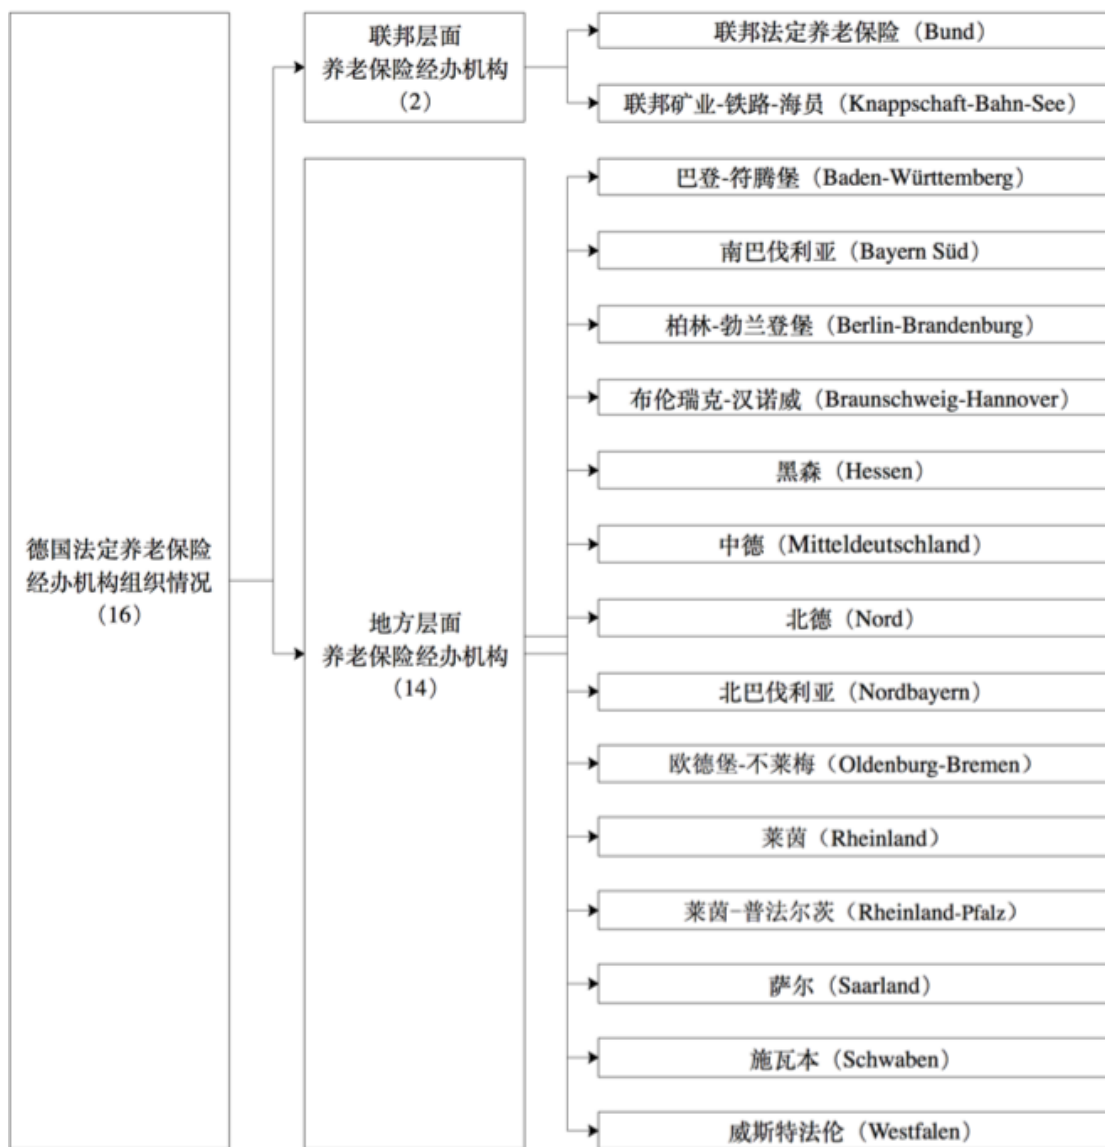 德国法定养老保险
经办机构组织情况
（16）
联邦层面
养老保险经办机构
（2）
联邦法定养老保险（Bund）
联邦矿业-铁路-海员（Knappschaft-Bahn-See）
地方层面
养老保险经办机构
（14）
巴登-符腾堡（Baden-Württemberg）
南巴伐利亚（Bayern Süd）
柏林-勃兰登堡（Berlin-Brandenburg）
布伦瑞克-汉诺威（Braunschweig-Hannover）
黑森（Hessen）
中德（Mitteldeutschland）
北德（Nord）
北巴伐利亚（Nordbayern）
欧德堡-不莱梅（Oldenburg-Bremen）
莱茵（Rheinland）
莱茵-普法尔茨（Rheinland-Pfalz）
萨尔（Saarland）
施瓦本（Schwaben）
威斯特法伦（Westfalen）